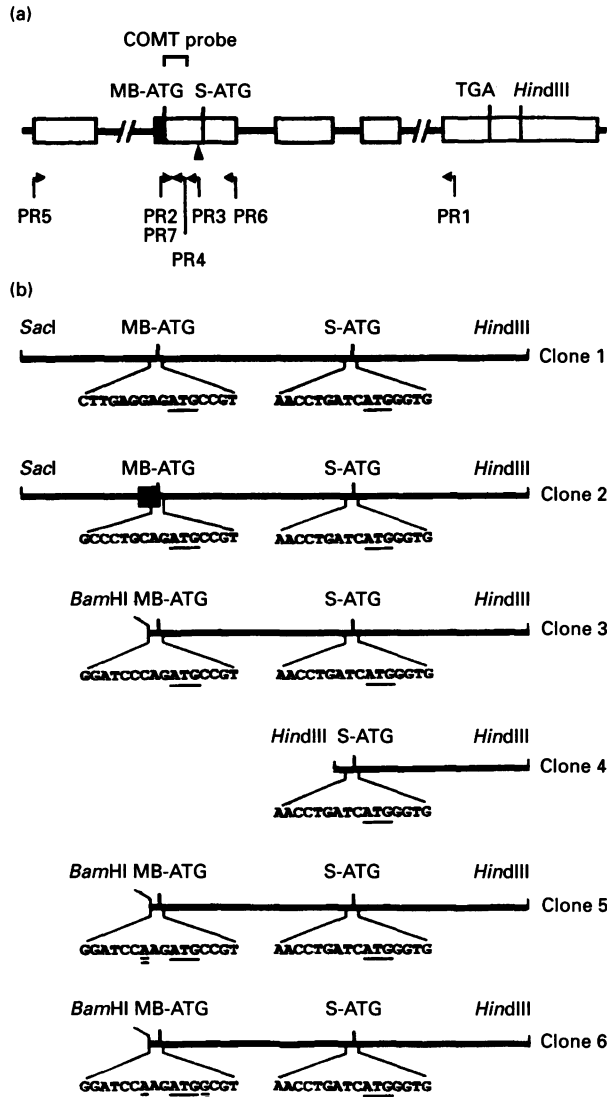 (a)
COMT probe
MB-ATG S-ATG TGA HindIII
PR5 PR2 PR3 PR6 PR1
PR7
PR4
(b)
SacI MB-ATG S-ATG HindIII
Clone 1
CTTGAGGAGATGCCGT AACCTGATCATGGGTG
SacI MB-ATG S-ATG HindIII
Clone 2
GCCCTGCAGATGCCGT AACCTGATCATGGGTG
BamHI MB-ATG S-ATG HindIII
Clone 3
GGATCCCAGATGCCGT AACCTGATCATGGGTG
HindIII S-ATG HindIII
Clone 4
AACCTGATCATGGGTG
BamHI MB-ATG S-ATG HindIII
Clone 5
GGATCCAAGATGCCGT AACCTGATCATGGGTG
BamHI MB-ATG S-ATG HindIII
Clone 6
GGATCCAAGATGGCGT AACCTGATCATGGGTG